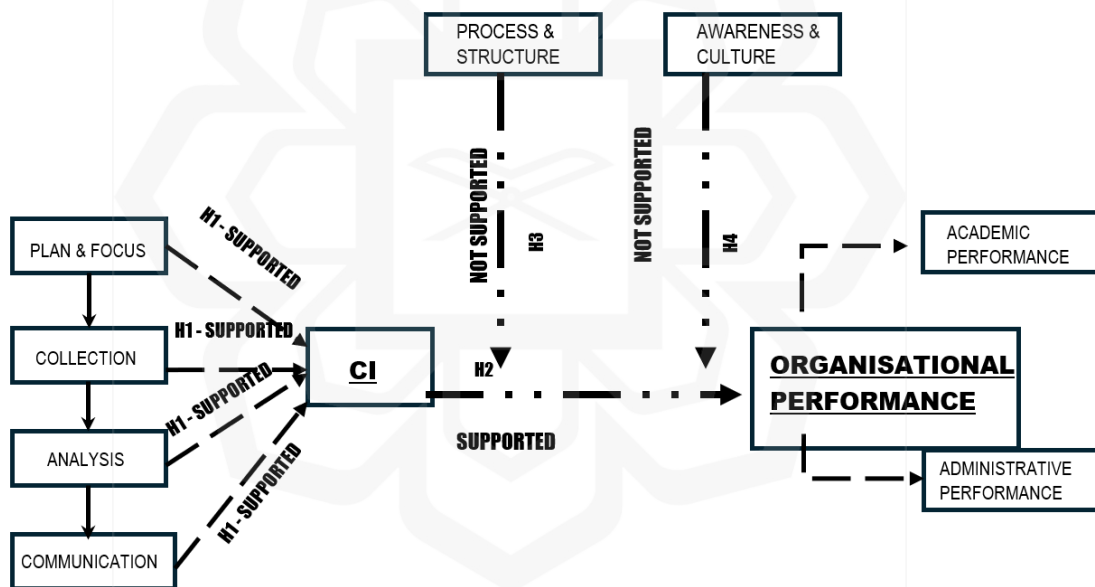 PROCESS &
STRUCTURE
AWARENESS &
CULTURE
NOT SUPPORTED
H3
NOT SUPPORTED
H4
PLAN & FOCUS
H1 - SUPPORTED
COLLECTION
H1 - SUPPORTED
ANALYSIS
H1 - SUPPORTED
COMMUNICATION
H1 - SUPPORTED
CI
H2
SUPPORTED
ORGANISATIONAL
PERFORMANCE
ACADEMIC
PERFORMANCE
ADMINISTRATIVE
PERFORMANCE